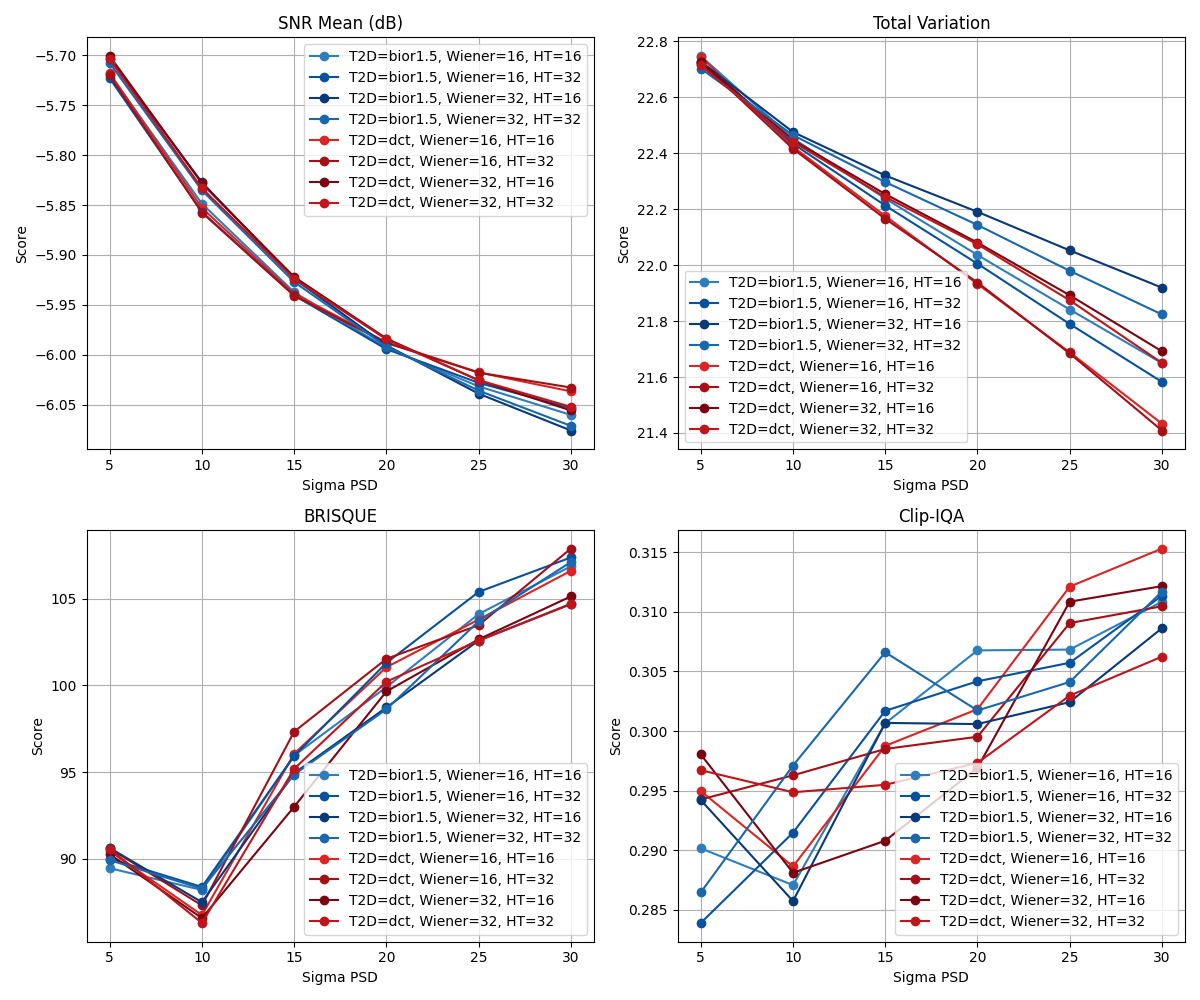 SNR Mean (dB)
Score
−5.70
−5.75
−5.80
−5.85
−5.90
−5.95
−6.00
−6.05
T2D=bior1.5, Wiener=16, HT=16
T2D=bior1.5, Wiener=16, HT=32
T2D=bior1.5, Wiener=32, HT=16
T2D=bior1.5, Wiener=32, HT=32
T2D=dct, Wiener=16, HT=16
T2D=dct, Wiener=16, HT=32
T2D=dct, Wiener=32, HT=16
T2D=dct, Wiener=32, HT=32
5 10 15 20 25 30
Sigma PSD
Total Variation
Score
22.8
22.6
22.4
22.2
22.0
21.8
21.6
21.4
T2D=bior1.5, Wiener=16, HT=16
T2D=bior1.5, Wiener=16, HT=32
T2D=bior1.5, Wiener=32, HT=16
T2D=bior1.5, Wiener=32, HT=32
T2D=dct, Wiener=16, HT=16
T2D=dct, Wiener=16, HT=32
T2D=dct, Wiener=32, HT=16
T2D=dct, Wiener=32, HT=32
5 10 15 20 25 30
Sigma PSD
BRISQUE
Score
105
100
95
90
T2D=bior1.5, Wiener=16, HT=16
T2D=bior1.5, Wiener=16, HT=32
T2D=bior1.5, Wiener=32, HT=16
T2D=bior1.5, Wiener=32, HT=32
T2D=dct, Wiener=16, HT=16
T2D=dct, Wiener=16, HT=32
T2D=dct, Wiener=32, HT=16
T2D=dct, Wiener=32, HT=32
5 10 15 20 25 30
Sigma PSD
Clip-IQA
Score
0.315
0.310
0.305
0.300
0.295
0.290
0.285
T2D=bior1.5, Wiener=16, HT=16
T2D=bior1.5, Wiener=16, HT=32
T2D=bior1.5, Wiener=32, HT=16
T2D=bior1.5, Wiener=32, HT=32
T2D=dct, Wiener=16, HT=16
T2D=dct, Wiener=16, HT=32
T2D=dct, Wiener=32, HT=16
T2D=dct, Wiener=32, HT=32
5 10 15 20 25 30
Sigma PSD